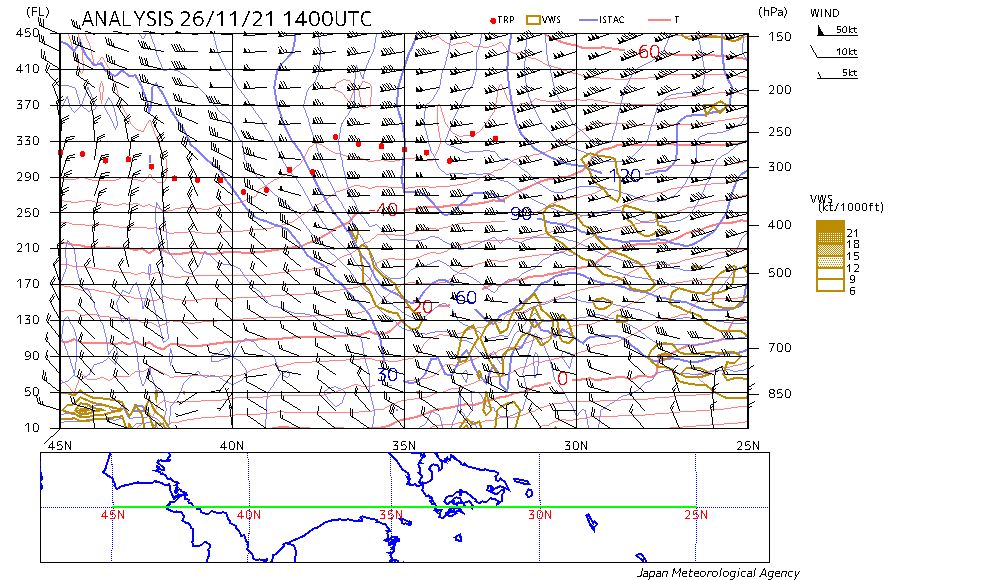 ANALYSIS 26/11/21 1400UTC
(FL) TRP VWS ISTAC T (hPa) WIND
450 60 150 50kt
410 10kt
5kt
370 200
330 250
290 120 300
250 -40 90 VWS
(kt/1000ft)
210 400 21
18
15
170 -20 60 500 12
9
130 6
90 30 0 700
50 850
10
45N 40N 35N 30N 25N
45N 40N 35N 30N 25N
Japan Meteorological Agency